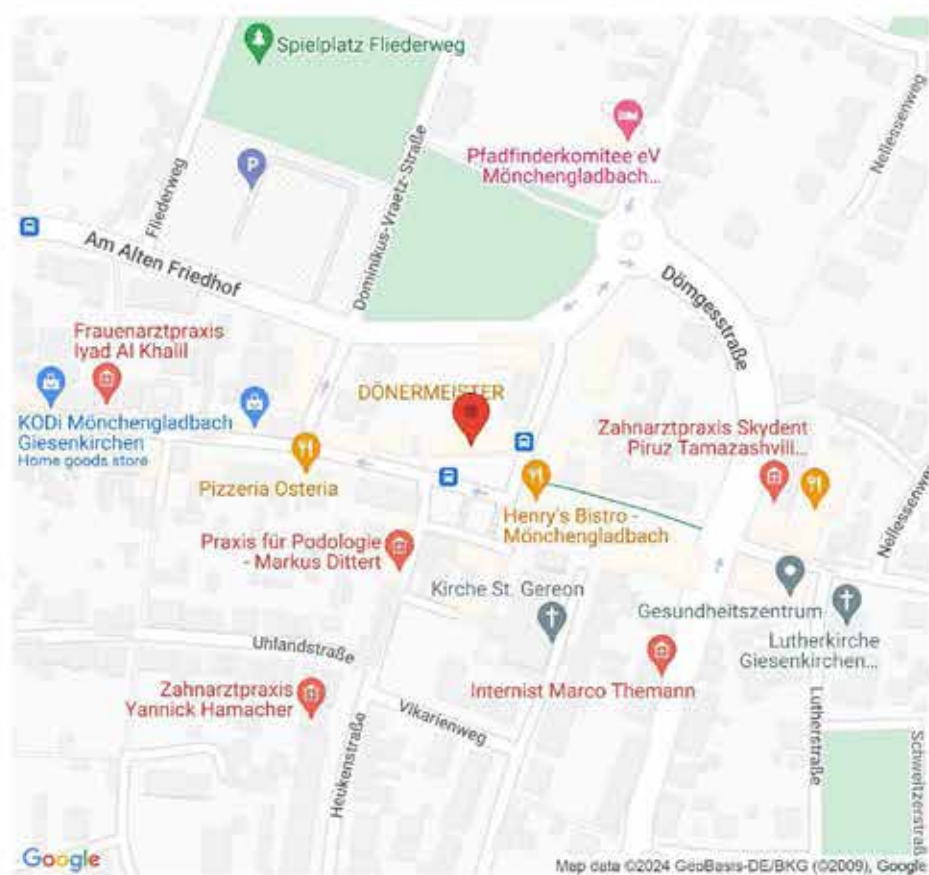 Spielplatz Fliederweg
Pfadfinderkomitee eV
Mönchengladbach...
Nellessenweg
P
Fliederweg
Dominikus-Vraetz-Straße
Am Alten Friedhof
Dömgesstraße
Frauenarztpraxis
Iyad Al Khalil
DÖNERMEISTER
KODi Mönchengladbach
Giesenkirchen
Home goods store
Zahnarztpraxis Skydent
Piruz Tamazashvili...
Pizzeria Osteria
Henry's Bistro -
Mönchengladbach
Nellessenweg
Praxis für Podologie
- Markus Dittert
Kirche St. Gereon
Gesundheitszentrum
Lutherkirche
Giesenkirchen...
Uhlandstraße
Zahnarztpraxis
Yannick Hamacher
Internist Marco Themann
Vikarienweg
Heukenstraße
Lutherstraße
Schweitzerstraß
Google
Map data ©2024 GeoBasis-DE/BKG (©2009), Google